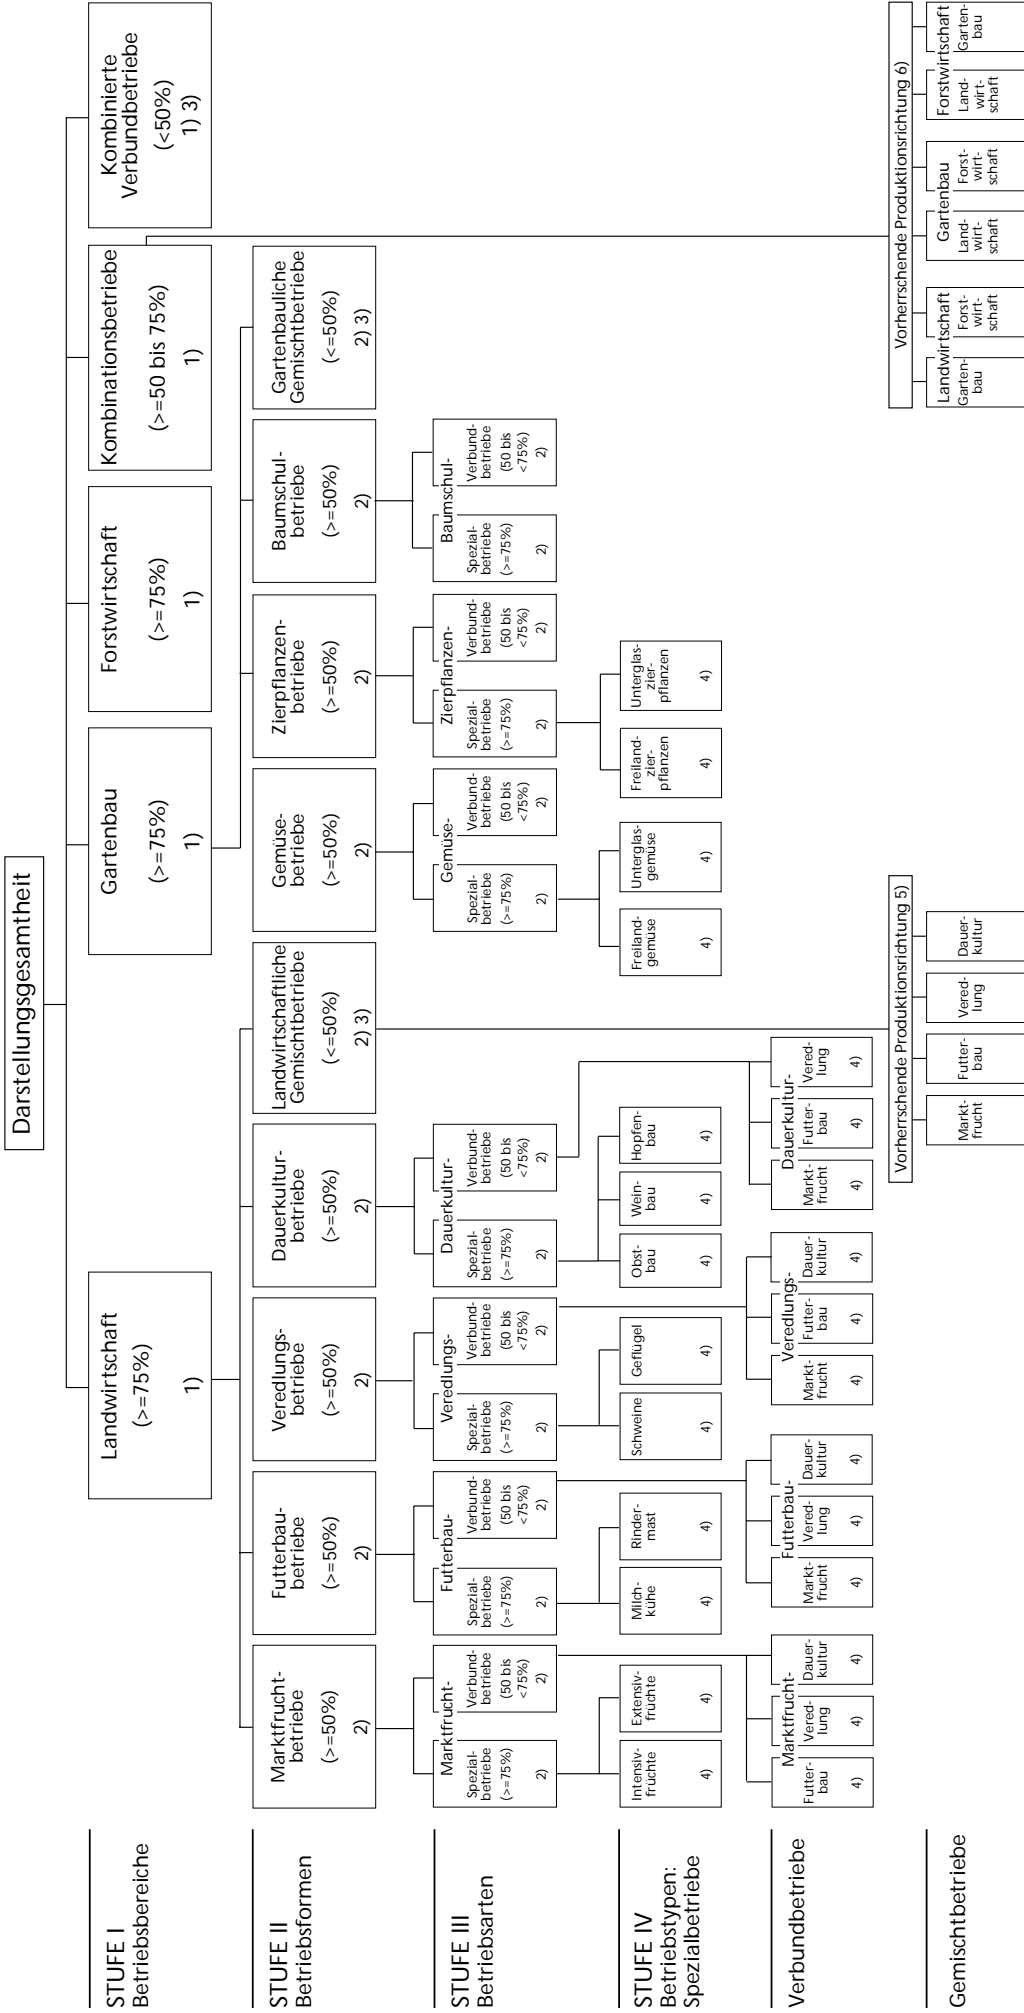 Darstellungsgesamtheit
STUFE I
Betriebsbereiche
Landwirtschaft
(>=75%)
1)
Gartenbau
(>=75%)
1)
Forstwirtschaft
(>=75%)
1)
Kombinationsbetriebe
(>=50 bis 75%)
1)
Kombinierte
Verbundbetriebe
(<50%)
1) 3)
STUFE II
Betriebsformen
Marktfrucht-
betriebe
(>=50%)
2)
Futterbau-
betriebe
(>=50%)
2)
Veredlungs-
betriebe
(>=50%)
2)
Dauerkultur-
betriebe
(>=50%)
2)
Landwirtschaftliche
Gemischtbetriebe
(<=50%)
2) 3)
Gemüse-
betriebe
(>=50%)
2)
Zierpflanzen-
betriebe
(>=50%)
2)
Baumschul-
betriebe
(>=50%)
2)
Gartenbauliche
Gemischtbetriebe
(<=50%)
2) 3)
STUFE III
Betriebsarten
Marktfrucht-
Spezial-
betriebe
(>=75%)
2)
Verbund-
betriebe
(50 bis
<75%)
2)
Futterbau-
Spezial-
betriebe
(>=75%)
2)
Verbund-
betriebe
(50 bis
<75%)
2)
Veredlungs-
Spezial-
betriebe
(>=75%)
2)
Verbund-
betriebe
(50 bis
<75%)
2)
Dauerkultur-
Spezial-
betriebe
(>=75%)
2)
Verbund-
betriebe
(50 bis
<75%)
2)
Gemüse-
Spezial-
betriebe
(>=75%)
2)
Verbund-
betriebe
(50 bis
<75%)
2)
Zierpflanzen-
Spezial-
betriebe
(>=75%)
2)
Verbund-
betriebe
(50 bis
<75%)
2)
Baumschul-
Spezial-
betriebe
(>=75%)
2)
Verbund-
betriebe
(50 bis
<75%)
2)
STUFE IV
Betriebstypen:
Spezialbetriebe
Intensiv-
früchte
4)
Extensiv-
früchte
4)
Milch-
kühe
4)
Rinder-
mast
4)
Schweine
4)
Geflügel
4)
Obst-
bau
4)
Wein-
bau
4)
Hopfen-
bau
4)
Freiland-
gemüse
4)
Unterglas-
gemüse
4)
Freiland-
zier-
pflanzen
4)
Unterglas-
zier-
pflanzen
4)
Verbundbetriebe
Marktfrucht-
Futter-
bau
4)
Vered-
lung
4)
Dauer-
kultur
4)
Futterbau-
Markt-
frucht
4)
Vered-
lung
4)
Dauer-
kultur
4)
Veredlungs-
Markt-
frucht
4)
Futter-
bau
4)
Dauer-
kultur
4)
Dauerkultur-
Markt-
frucht
4)
Futter-
bau
4)
Vered-
lung
4)
Gemischtbetriebe
Vorherrschende Produktionsrichtung 5)
Markt-
frucht
Futter-
bau
Vered-
lung
Dauer-
kultur
Vorherrschende Produktionsrichtung 6)
Landwirtschaft
Garten-
bau
Forst-
wirt-
schaft
Gartenbau
Land-
wirt-
schaft
Forst-
wirt-
schaft
Forstwirtschaft
Land-
wirt-
schaft
Garten-
bau